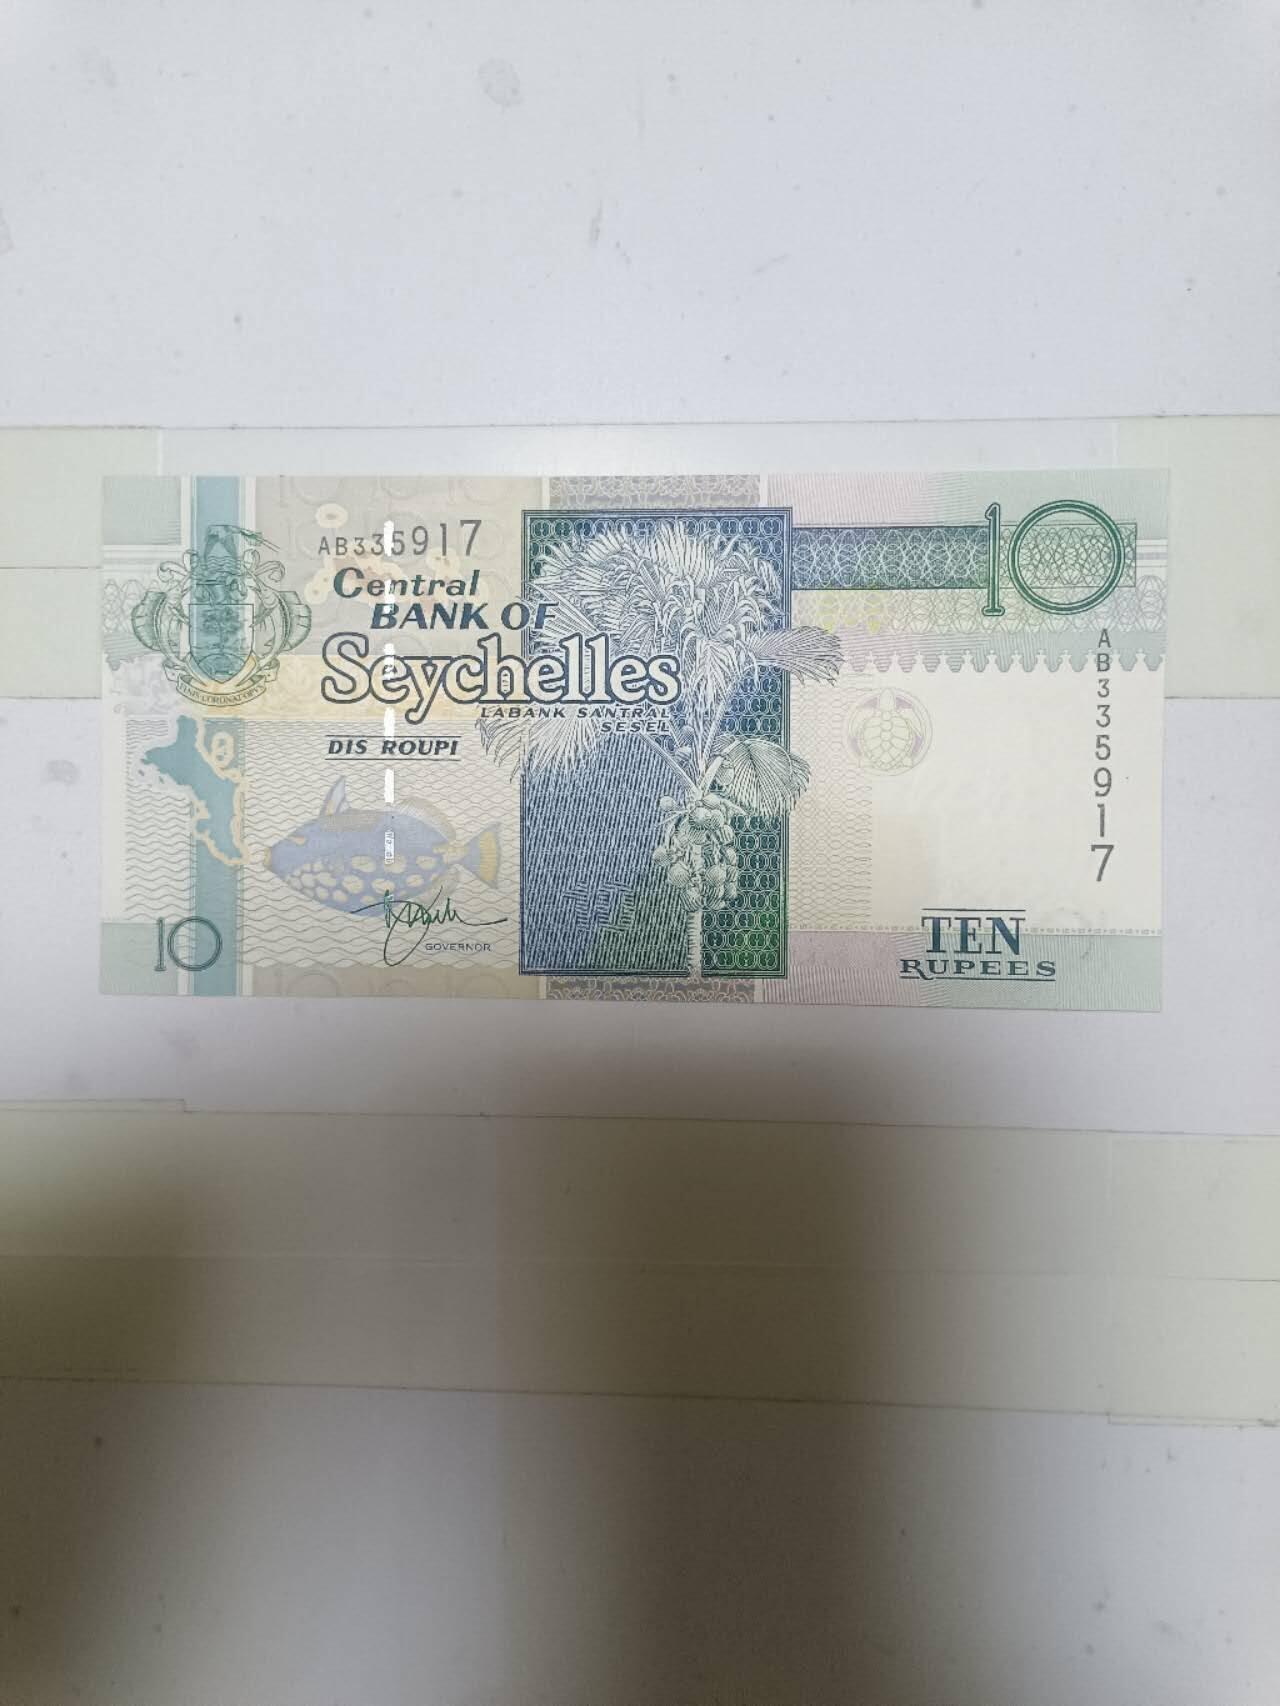 AB335917
Central
BANK OF
Seychelles
LABANK SANTRAL
SESEL
DIS ROUPI
GOVERNOR
10
10
AB335917
TEN
RUPEES